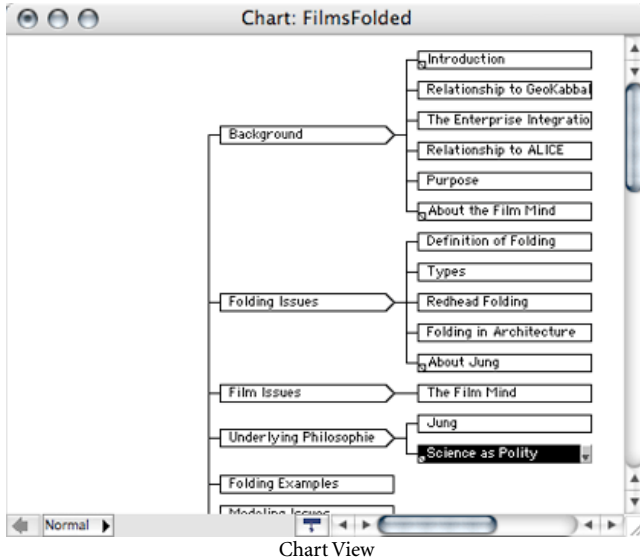 Chart: FilmsFolded
Introduction
Relationship to GeoKabbal
The Enterprise Integratio
Background
Relationship to ALICE
Purpose
About the Film Mind
Definition of Folding
Types
Folding Issues
Redhead Folding
Folding in Architecture
About Jung
Film Issues
The Film Mind
Jung
Underlying Philosophie
Science as Polity
Folding Examples
Modeling Issues
Normal
Chart View